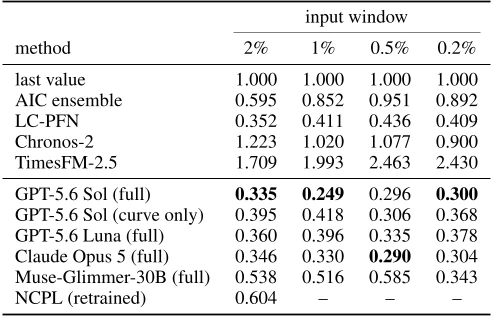 input window
method 2% 1% 0.5% 0.2%
last value 1.000 1.000 1.000 1.000
AIC ensemble 0.595 0.852 0.951 0.892
LC-PFN 0.352 0.411 0.436 0.409
Chronos-2 1.223 1.020 1.077 0.900
TimesFM-2.5 1.709 1.993 2.463 2.430
GPT-5.6 Sol (full) 0.335 0.249 0.296 0.300
GPT-5.6 Sol (curve only) 0.395 0.418 0.306 0.368
GPT-5.6 Luna (full) 0.360 0.396 0.335 0.378
Claude Opus 5 (full) 0.346 0.330 0.290 0.304
Muse-Glimmer-30B (full) 0.538 0.516 0.585 0.343
NCPL (retrained) 0.604 – – –